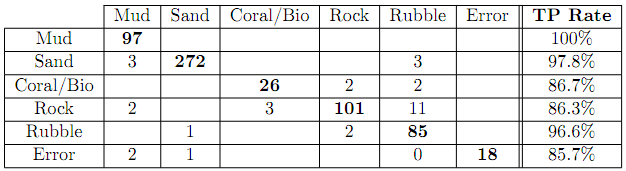 Mud Sand Coral/Bio Rock Rubble Error TP Rate
Mud 97 100%
Sand 3 272 3 97.8%
Coral/Bio 26 2 2 86.7%
Rock 2 3 101 11 86.3%
Rubble 1 2 85 96.6%
Error 2 1 0 18 85.7%